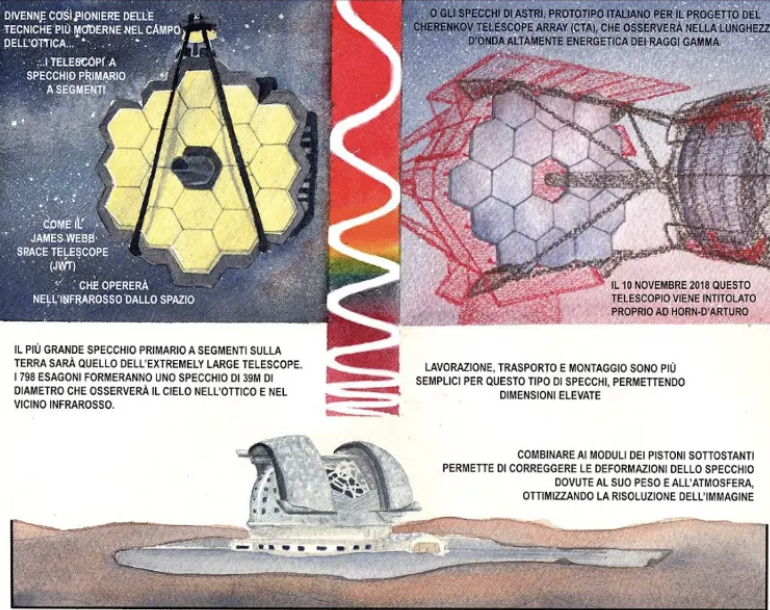 DIVENNE COSÌ PIONIERE DELLE
TECNICHE PIÙ MODERNE NEL CAMPO
DELL'OTTICA...
...I TELESCOPI A
SPECCHIO PRIMARIO
A SEGMENTI
COME IL
JAMES WEBB
SPACE TELESCOPE
(JWT)
CHE OPERERÀ
NELL'INFRAROSSO DALLO SPAZIO
O GLI SPECCHI DI ASTRI, PROTOTIPO ITALIANO PER IL PROGETTO DEL
CHERENKOV TELESCOPE ARRAY (CTA), CHE OSSERVERÀ NELLA LUNGHEZZ
D'ONDA ALTAMENTE ENERGETICA DEI RAGGI GAMMA
IL 10 NOVEMBRE 2018 QUESTO
TELESCOPIO VIENE INTITOLATO
PROPRIO AD HORN-D'ARTURO
IL PIÙ GRANDE SPECCHIO PRIMARIO A SEGMENTI SULLA
TERRA SARÀ QUELLO DELL'EXTREMELY LARGE TELESCOPE.
I 798 ESAGONI FORMERANNO UNO SPECCHIO DI 39M DI
DIAMETRO CHE OSSERVERÀ IL CIELO NELL'OTTICO E NEL
VICINO INFRAROSSO.
LAVORAZIONE, TRASPORTO E MONTAGGIO SONO PIÙ
SEMPLICI PER QUESTO TIPO DI SPECCHI, PERMETTENDO
DIMENSIONI ELEVATE
COMBINARE AI MODULI DEI PISTONI SOTTOSTANTI
PERMETTE DI CORREGGERE LE DEFORMAZIONI DELLO SPECCHIO
DOVUTE AL SUO PESO E ALL'ATMOSFERA,
OTTIMIZZANDO LA RISOLUZIONE DELL'IMMAGINE